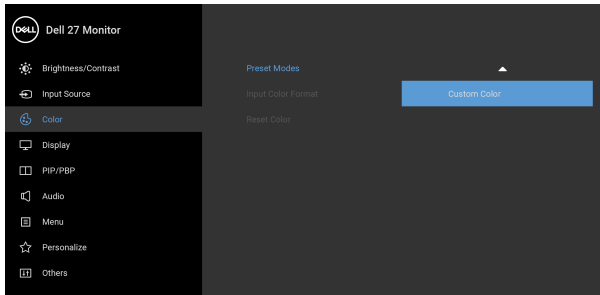 DELL
Dell 27 Monitor
Brightness/Contrast
Input Source
Color
Display
PIP/PBP
Audio
Menu
Personalize
Others
Preset Modes
Input Color Format
Custom Color
Reset Color